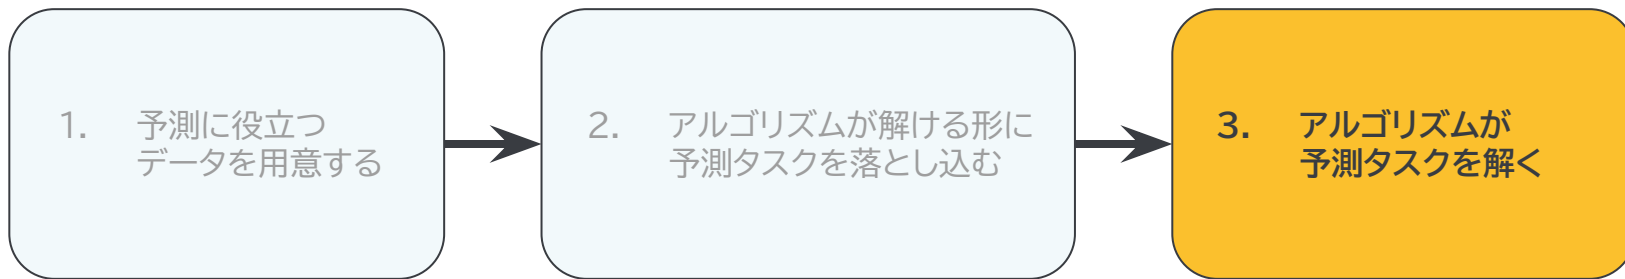 1. 予測に役立つ
データを用意する
2. アルゴリズムが解ける形に
予測タスクを落とし込む
3. アルゴリズムが
予測タスクを解く